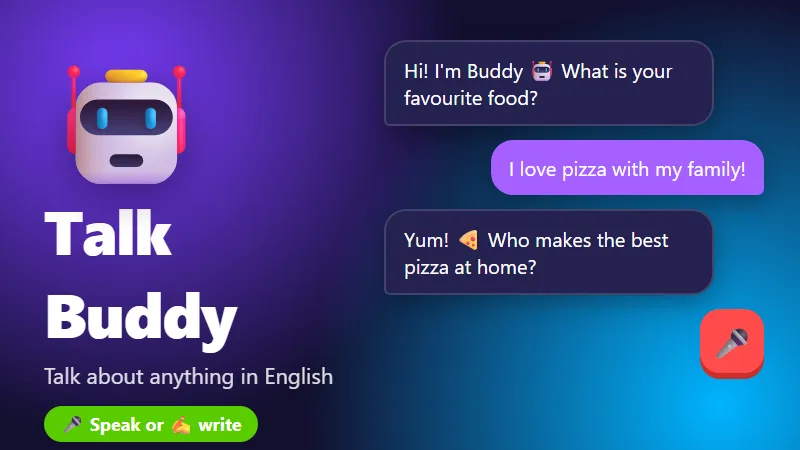 Talk
Buddy
Talk about anything in English
🎤 Speak or ✍️ write
Hi! I'm Buddy 🤖 What is your
favourite food?
I love pizza with my family!
Yum! 🍕 Who makes the best
pizza at home?